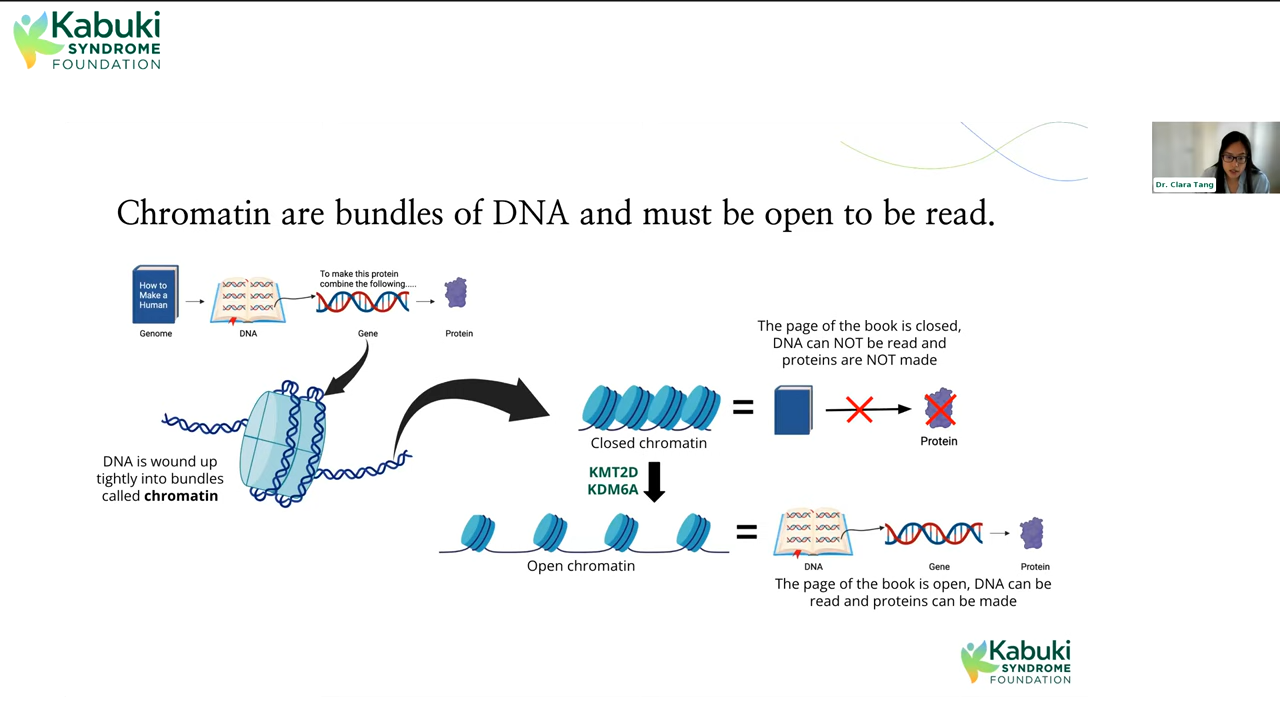 Kabuki
SYNDROME
FOUNDATION
Dr. Clara Tang
Chromatin are bundles of DNA and must be open to be read.
How to
Make a
Human
To make this protein
combine the following.....
Genome
DNA
Gene
Protein
DNA is wound up
tightly into bundles
called chromatin
The page of the book is closed,
DNA can NOT be read and
proteins are NOT made
Closed chromatin
=
Protein
KMT2D
KDM6A
Open chromatin
=
DNA
Gene
Protein
The page of the book is open, DNA can be
read and proteins can be made
Kabuki
SYNDROME
FOUNDATION